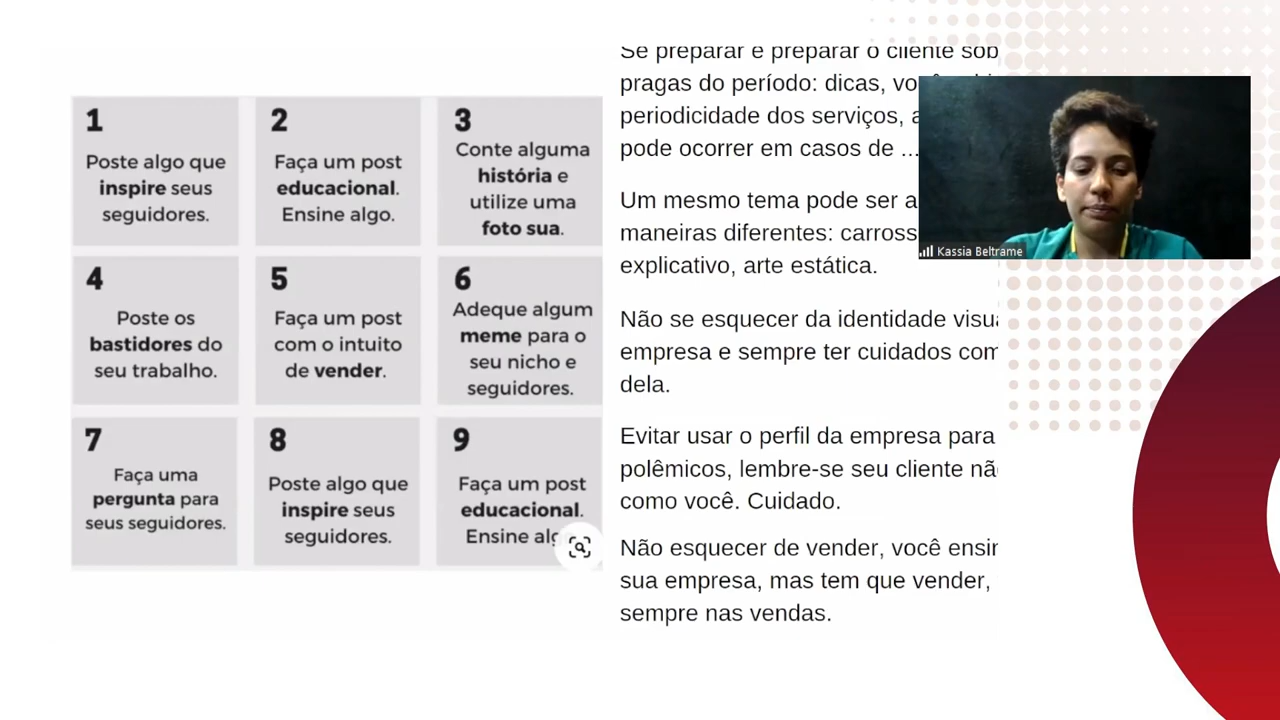 1
Poste algo que
inspire seus
seguidores.
2
Faça um post
educacional.
Ensine algo.
3
Conte alguma
história e
utilize uma
foto sua.
4
Poste os
bastidores do
seu trabalho.
5
Faça um post
com o intuito
de vender.
6
Adeque algum
meme para o
seu nicho e
seguidores.
7
Faça uma
pergunta para
seus seguidores.
8
Poste algo que
inspire seus
seguidores.
9
Faça um post
educacional.
Ensine
Se preparar e preparar o cliente
pragas do período: dicas,
periodicidade dos serviços,
pode ocorrer em casos de ...
Um mesmo tema pode ser
maneiras diferentes:
explicativo, arte estática.
Não se esquecer da identidade
empresa e sempre ter cuidados com
dela.
Evitar usar o perfil da empresa para
polêmicos, lembre-se seu cliente
como você. Cuidado.
Não esquecer de vender, você
sua empresa, mas tem que vender,
sempre nas vendas.
Kassia Beltrame